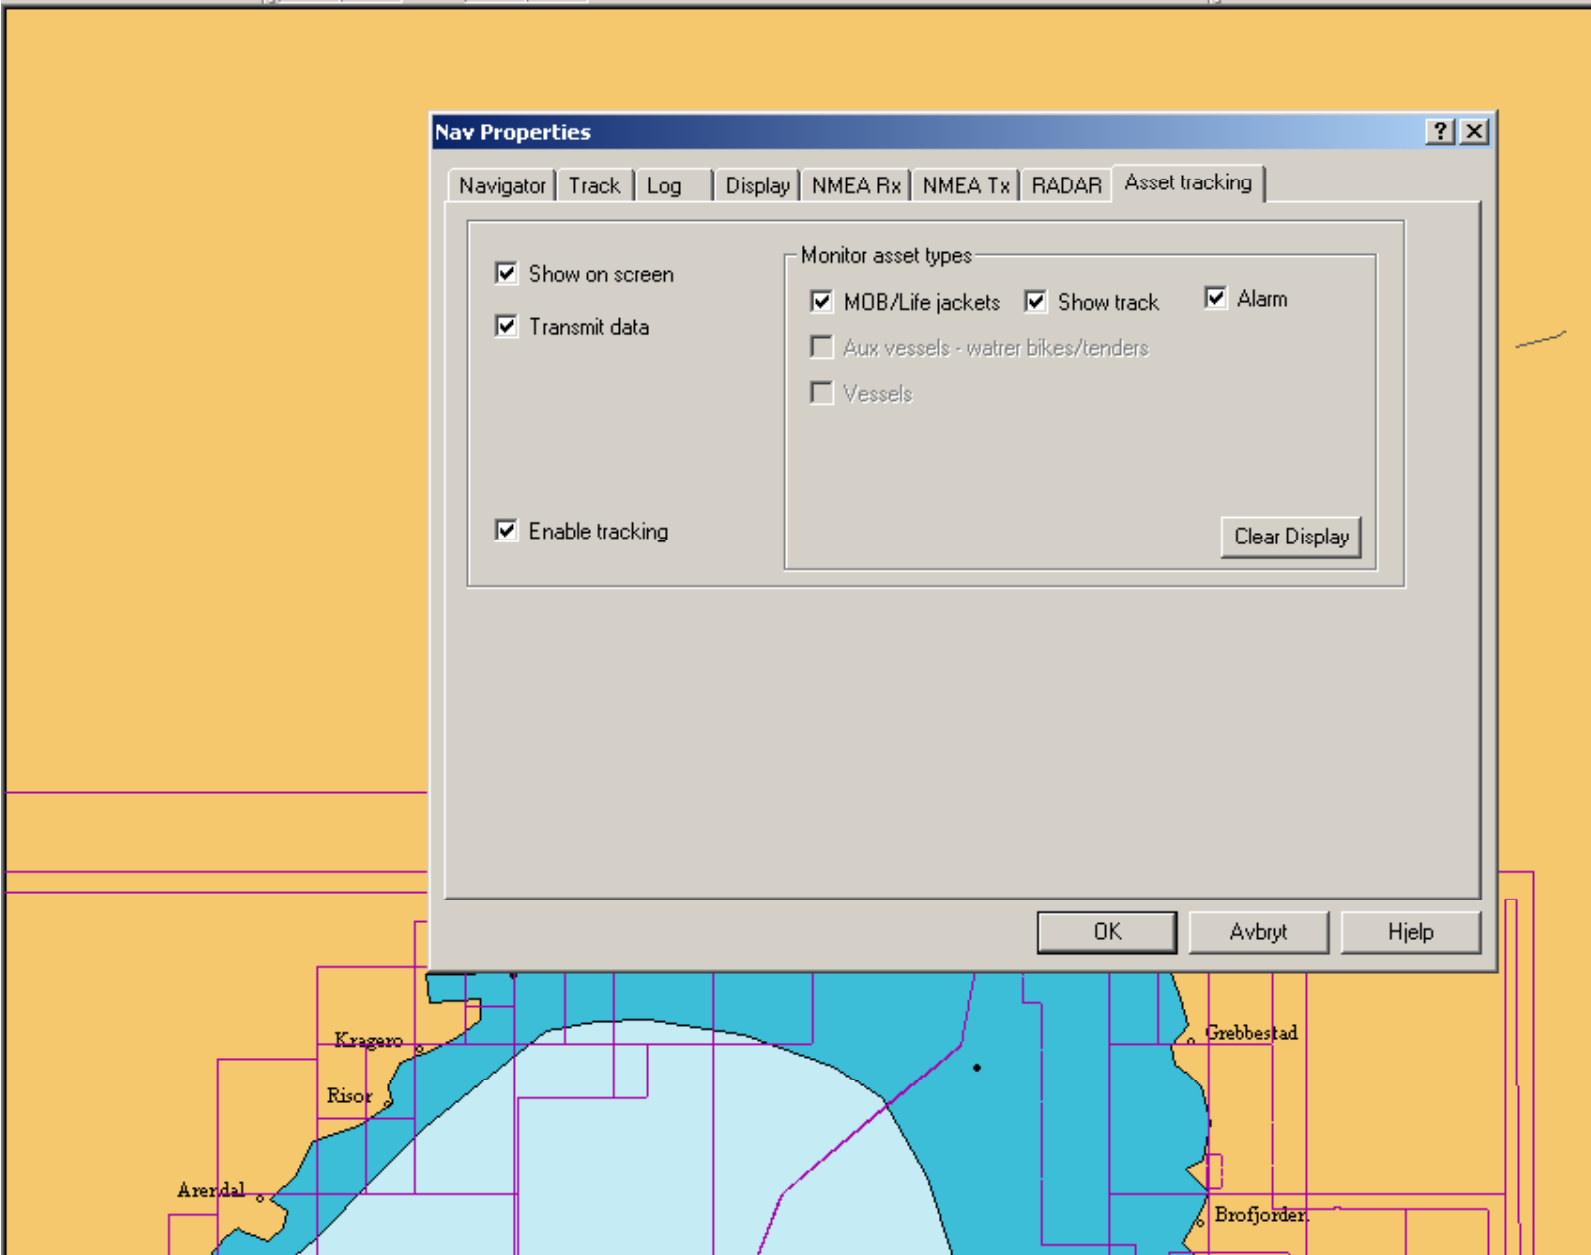 Nav Properties
Navigator Track Log Display NMEA Rx NMEA Tx RADAR Asset tracking
Show on screen
Transmit data
Enable tracking
Monitor asset types
MOB/Life jackets Show track Alarm
Aux vessels - watrer bikes/tenders
Vessels
Clear Display
OK Avbryt Hjelp
Kragero
Grebbestad
Risor
Arendal
Brofjorden